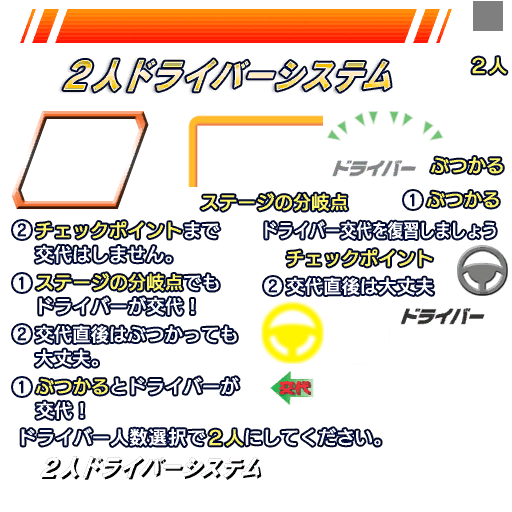 2人ドライバーシステム
2人
ドライバー
ぶつかる
ステージの分岐点
①ぶつかる
②チェックポイントまで
交代はしません。
ドライバー交代を復習しましょう
チェックポイント
①ステージの分岐点でも
ドライバーが交代！
②交代直後は大丈夫
ドライバー
②交代直後はぶつかっても
大丈夫。
①ぶつかるとドライバーが
交代！
交代
ドライバー人数選択で2人にしてください。
2人ドライバーシステム